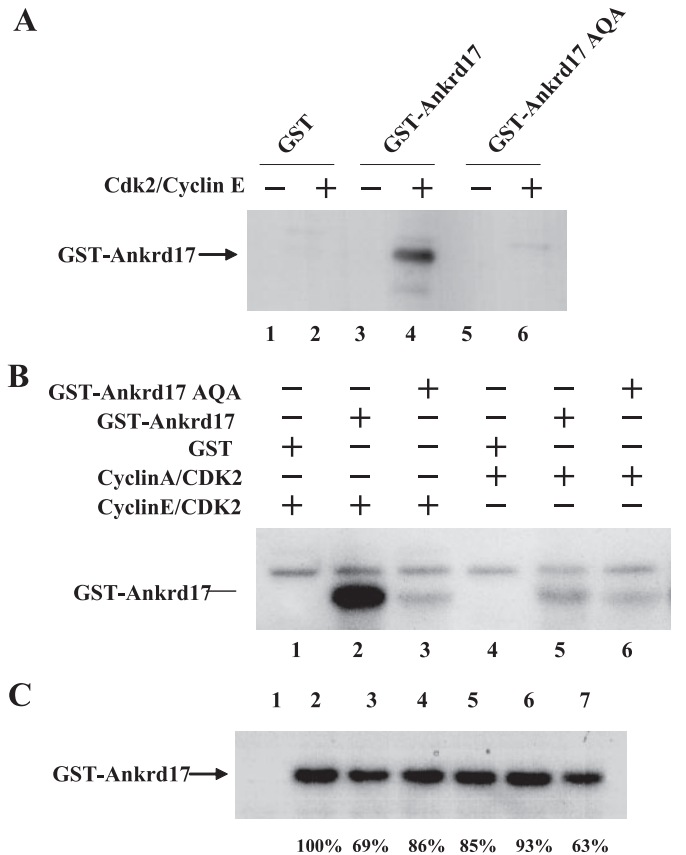 A
GST GST-Ankrd17 GST-Ankrd17 AQA
Cdk2/Cyclin E − + − + − +
GST-Ankrd17
1 2 3 4 5 6
B
GST-Ankrd17 AQA − − + − − +
GST-Ankrd17 − + − − + −
GST + − − + − −
CyclinA/CDK2 − − − + + +
CyclinE/CDK2 + + + − − −
GST-Ankrd17
1 2 3 4 5 6
C
1 2 3 4 5 6 7
GST-Ankrd17
100% 69% 86% 85% 93% 63%